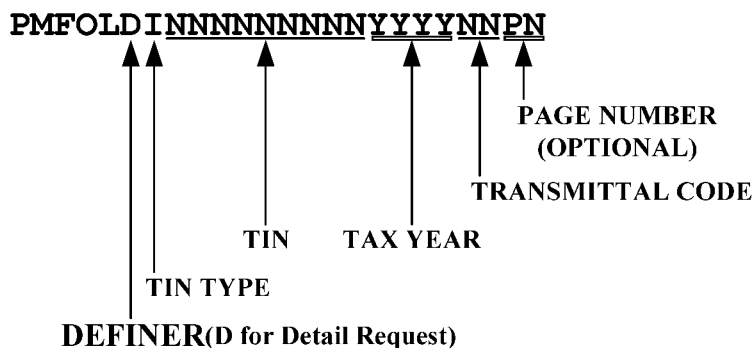 PMFOLDINNNNNNNNNYYYYNNPN
PAGE NUMBER
(OPTIONAL)
TRANSMITTAL CODE
TIN TAX YEAR
TIN TYPE
DEFINER(D for Detail Request)